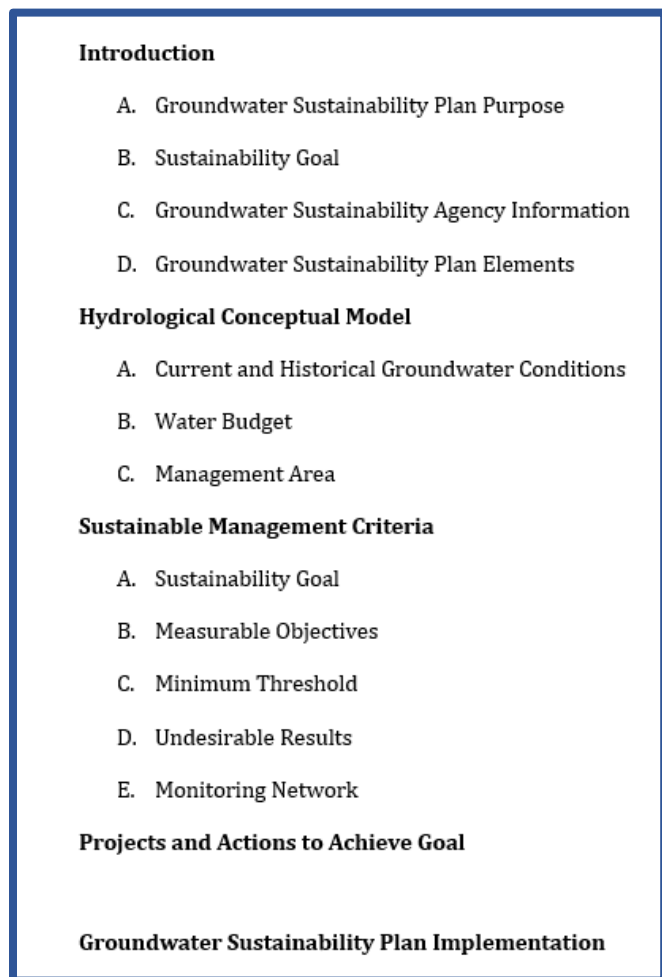 Introduction
A. Groundwater Sustainability Plan Purpose
B. Sustainability Goal
C. Groundwater Sustainability Agency Information
D. Groundwater Sustainability Plan Elements
Hydrological Conceptual Model
A. Current and Historical Groundwater Conditions
B. Water Budget
C. Management Area
Sustainable Management Criteria
A. Sustainability Goal
B. Measurable Objectives
C. Minimum Threshold
D. Undesirable Results
E. Monitoring Network
Projects and Actions to Achieve Goal
Groundwater Sustainability Plan Implementation